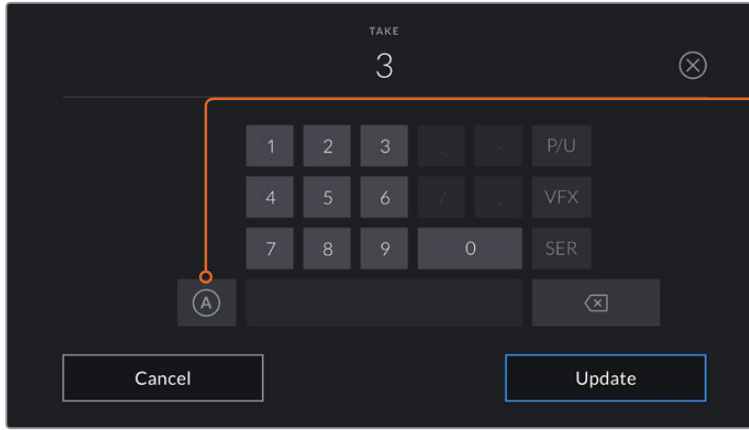 TAKE
3
1 2 3 . - P/U
4 5 6 / , VFX
7 8 9 0 SER
A
Cancel Update